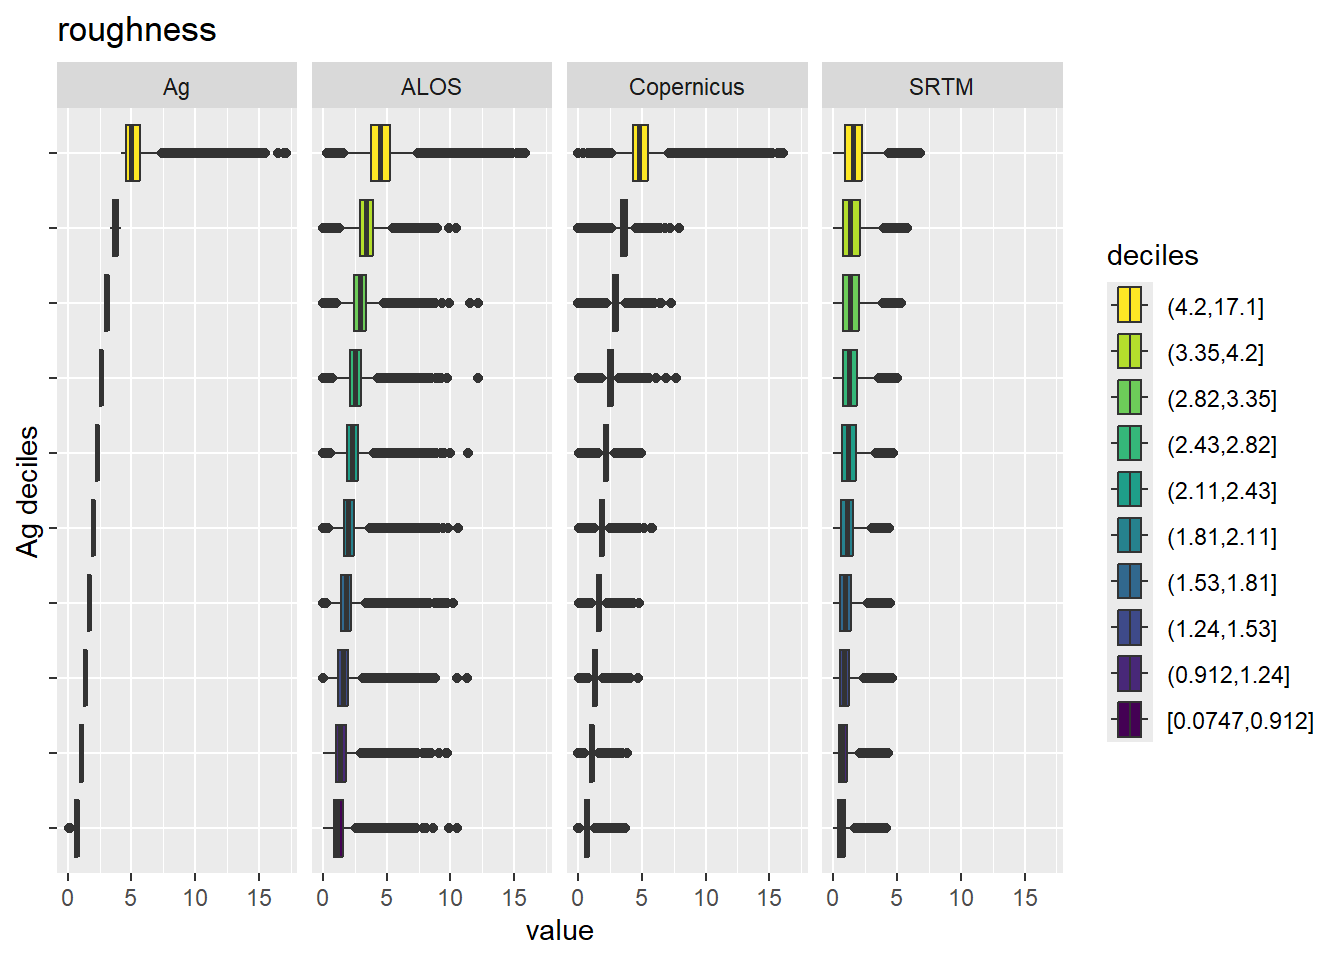 roughness
Ag
ALOS
Copernicus
SRTM
Ag deciles
0 5 10 15
0 5 10 15
0 5 10 15
0 5 10 15
value
deciles
(4.2,17.1]
(3.35,4.2]
(2.82,3.35]
(2.43,2.82]
(2.11,2.43]
(1.81,2.11]
(1.53,1.81]
(1.24,1.53]
(0.912,1.24]
[0.0747,0.912]